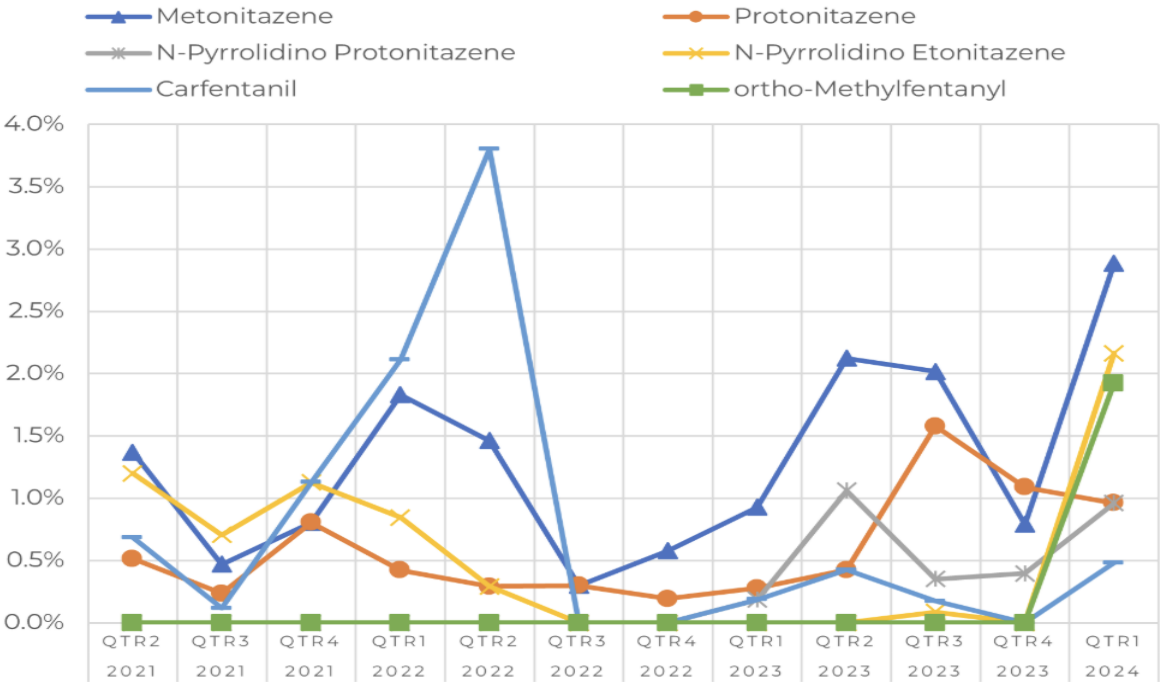 Metonitazene Protonitazene
N-Pyrrolidino Protonitazene N-Pyrrolidino Etonitazene
Carfentanil ortho-Methylfentanyl
4.0%
3.5%
3.0%
2.5%
2.0%
1.5%
1.0%
0.5%
0.0%
QTR2 QTR3 QTR4 QTR1 QTR2 QTR3 QTR4 QTR1 QTR2 QTR3 QTR4 QTR1
2021 2021 2021 2022 2022 2022 2022 2023 2023 2023 2023 2024